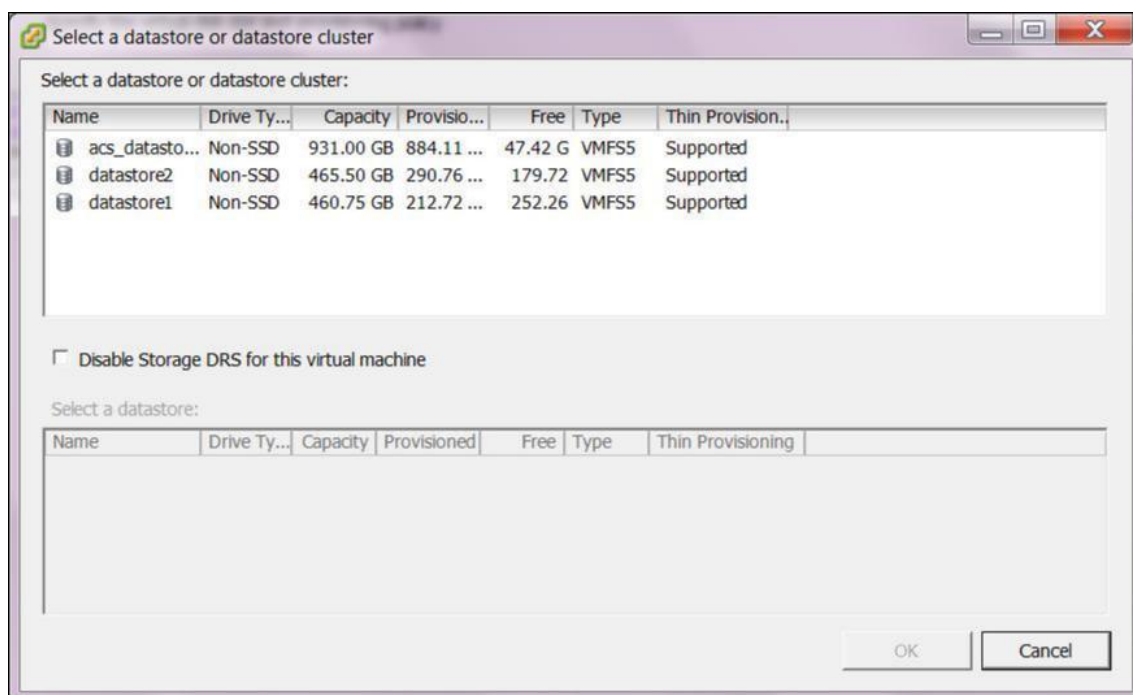 Select a datastore or datastore cluster
Select a datastore or datastore cluster:
Name Drive Ty... Capacity Provisio... Free Type Thin Provision..
acs_datasto... Non-SSD 931.00 GB 884.11 ... 47.42 G VMFS5 Supported
datastore2 Non-SSD 465.50 GB 290.76 ... 179.72 VMFS5 Supported
datastore1 Non-SSD 460.75 GB 212.72 ... 252.26 VMFS5 Supported
Disable Storage DRS for this virtual machine
Select a datastore:
Name Drive Ty... Capacity Provisioned Free Type Thin Provisioning
OK Cancel